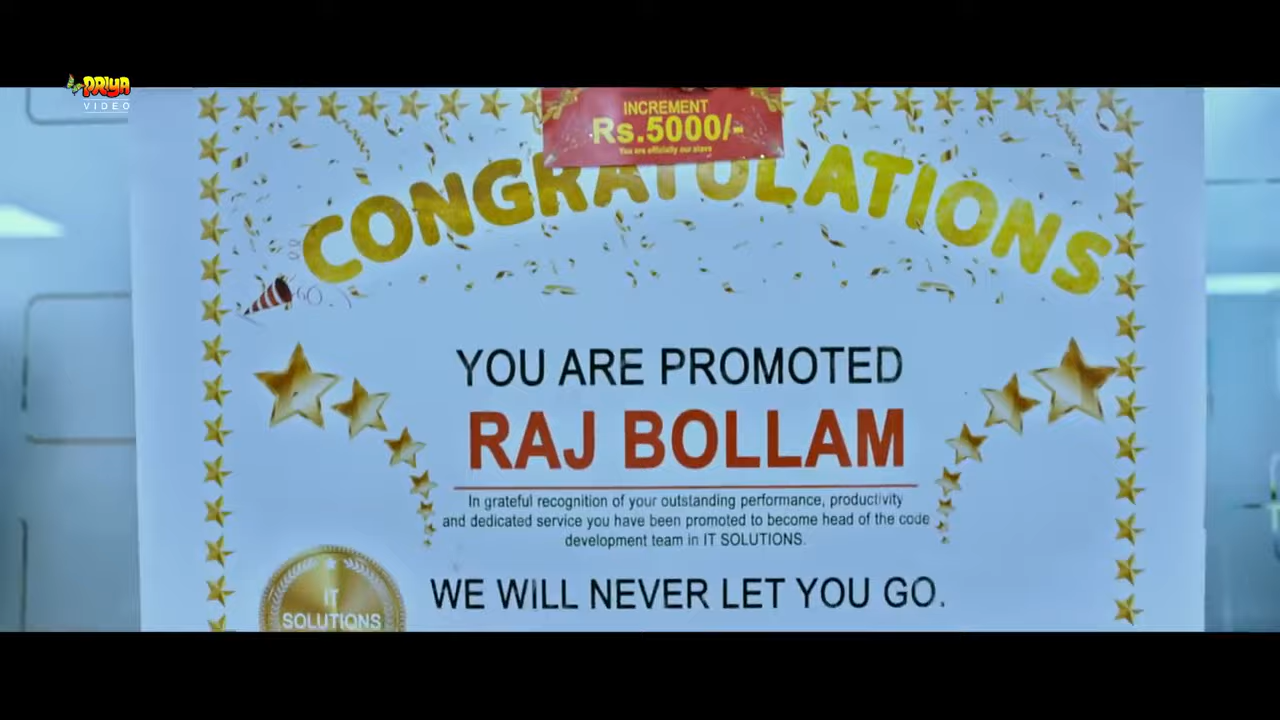 PRIYA
VIDEO
INCREMENT
Rs.5000/-
You are officially our slave
CONGRATULATIONS
YOU ARE PROMOTED
RAJ BOLLAM
In grateful recognition of your outstanding performance, productivity
and dedicated service you have been promoted to become head of the code
development team in IT SOLUTIONS.
WE WILL NEVER LET YOU GO.
IT
SOLUTIONS